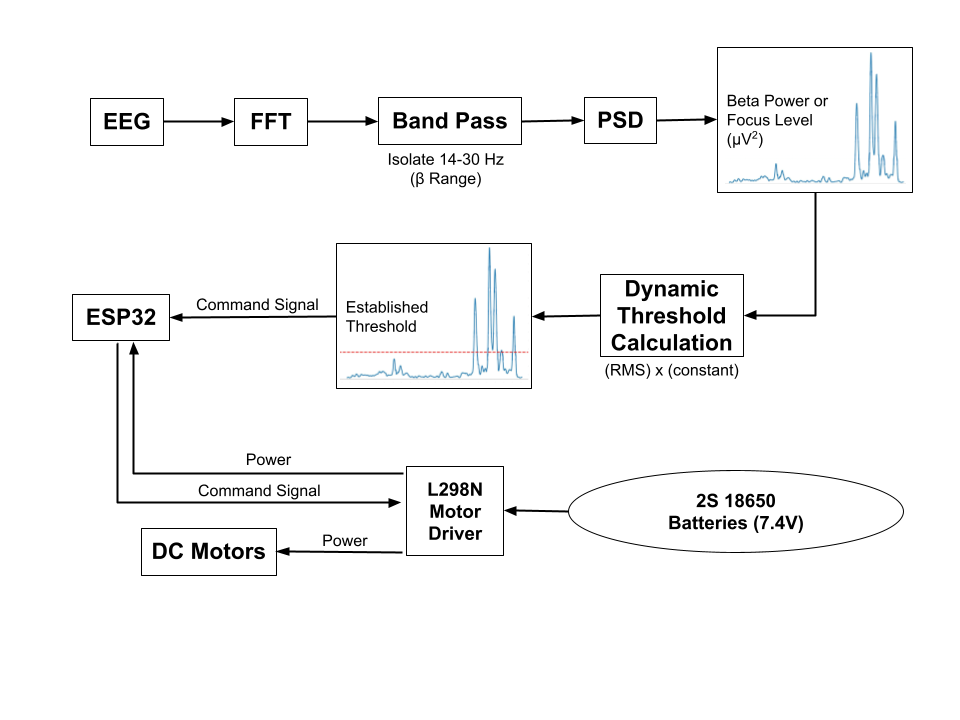 EEG
FFT
Band Pass
PSD
Isolate 14-30 Hz
(β Range)
Beta Power or
Focus Level
(μV²)
ESP32
Command Signal
Established
Threshold
Dynamic
Threshold
Calculation
(RMS) x (constant)
Power
Command Signal
L298N
Motor
Driver
2S 18650
Batteries (7.4V)
DC Motors
Power